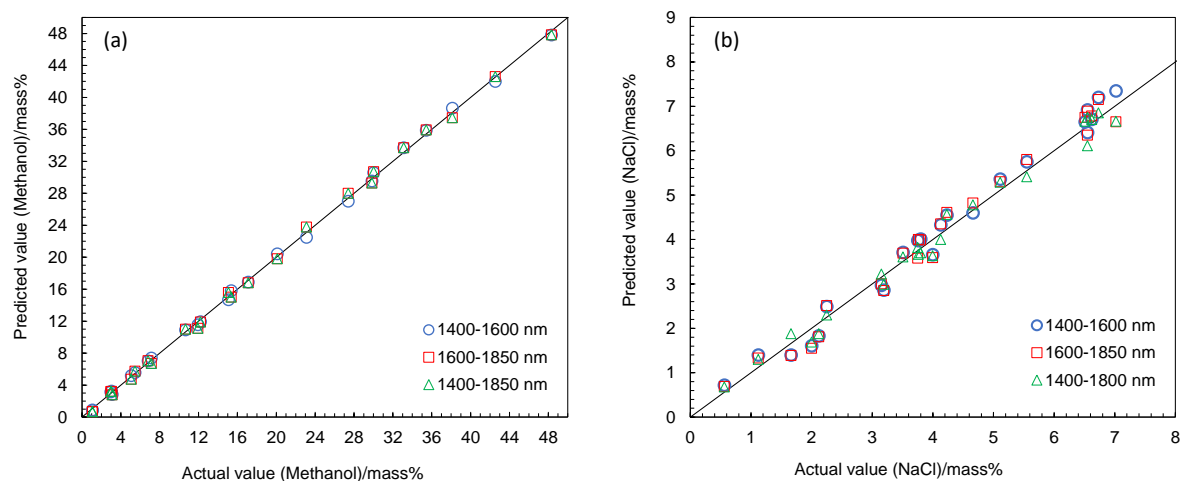 (a)
Predicted value (Methanol)/mass%
48
44
40
36
32
28
24
20
16
12
8
4
0
0 4 8 12 16 20 24 28 32 36 40 44 48
Actual value (Methanol)/mass%
1400-1600 nm
1600-1850 nm
1400-1850 nm
(b)
Predicted value (NaCl)/mass%
9
8
7
6
5
4
3
2
1
0
0 1 2 3 4 5 6 7 8
Actual value (NaCl)/mass%
1400-1600 nm
1600-1850 nm
1400-1800 nm